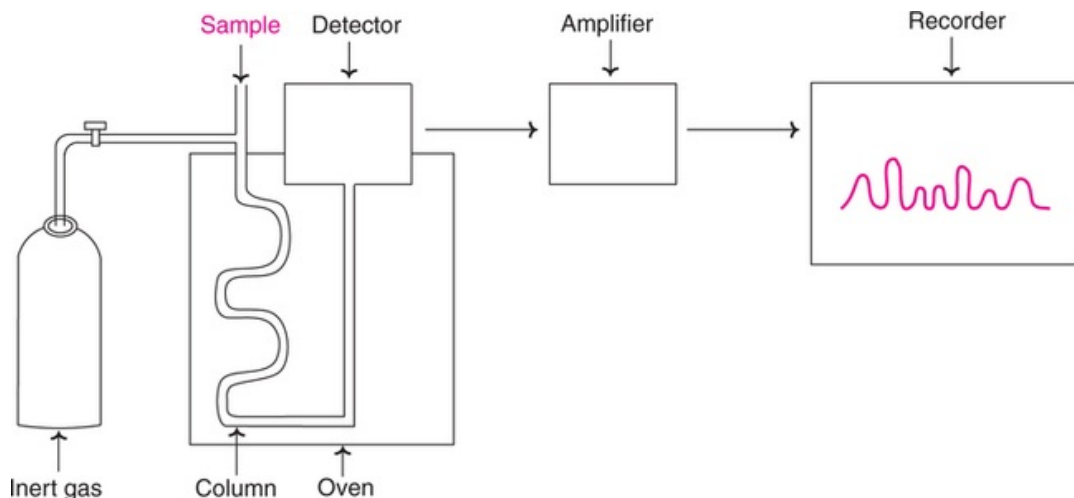 Sample
Detector
Amplifier
Recorder
Inert gas
Column
Oven